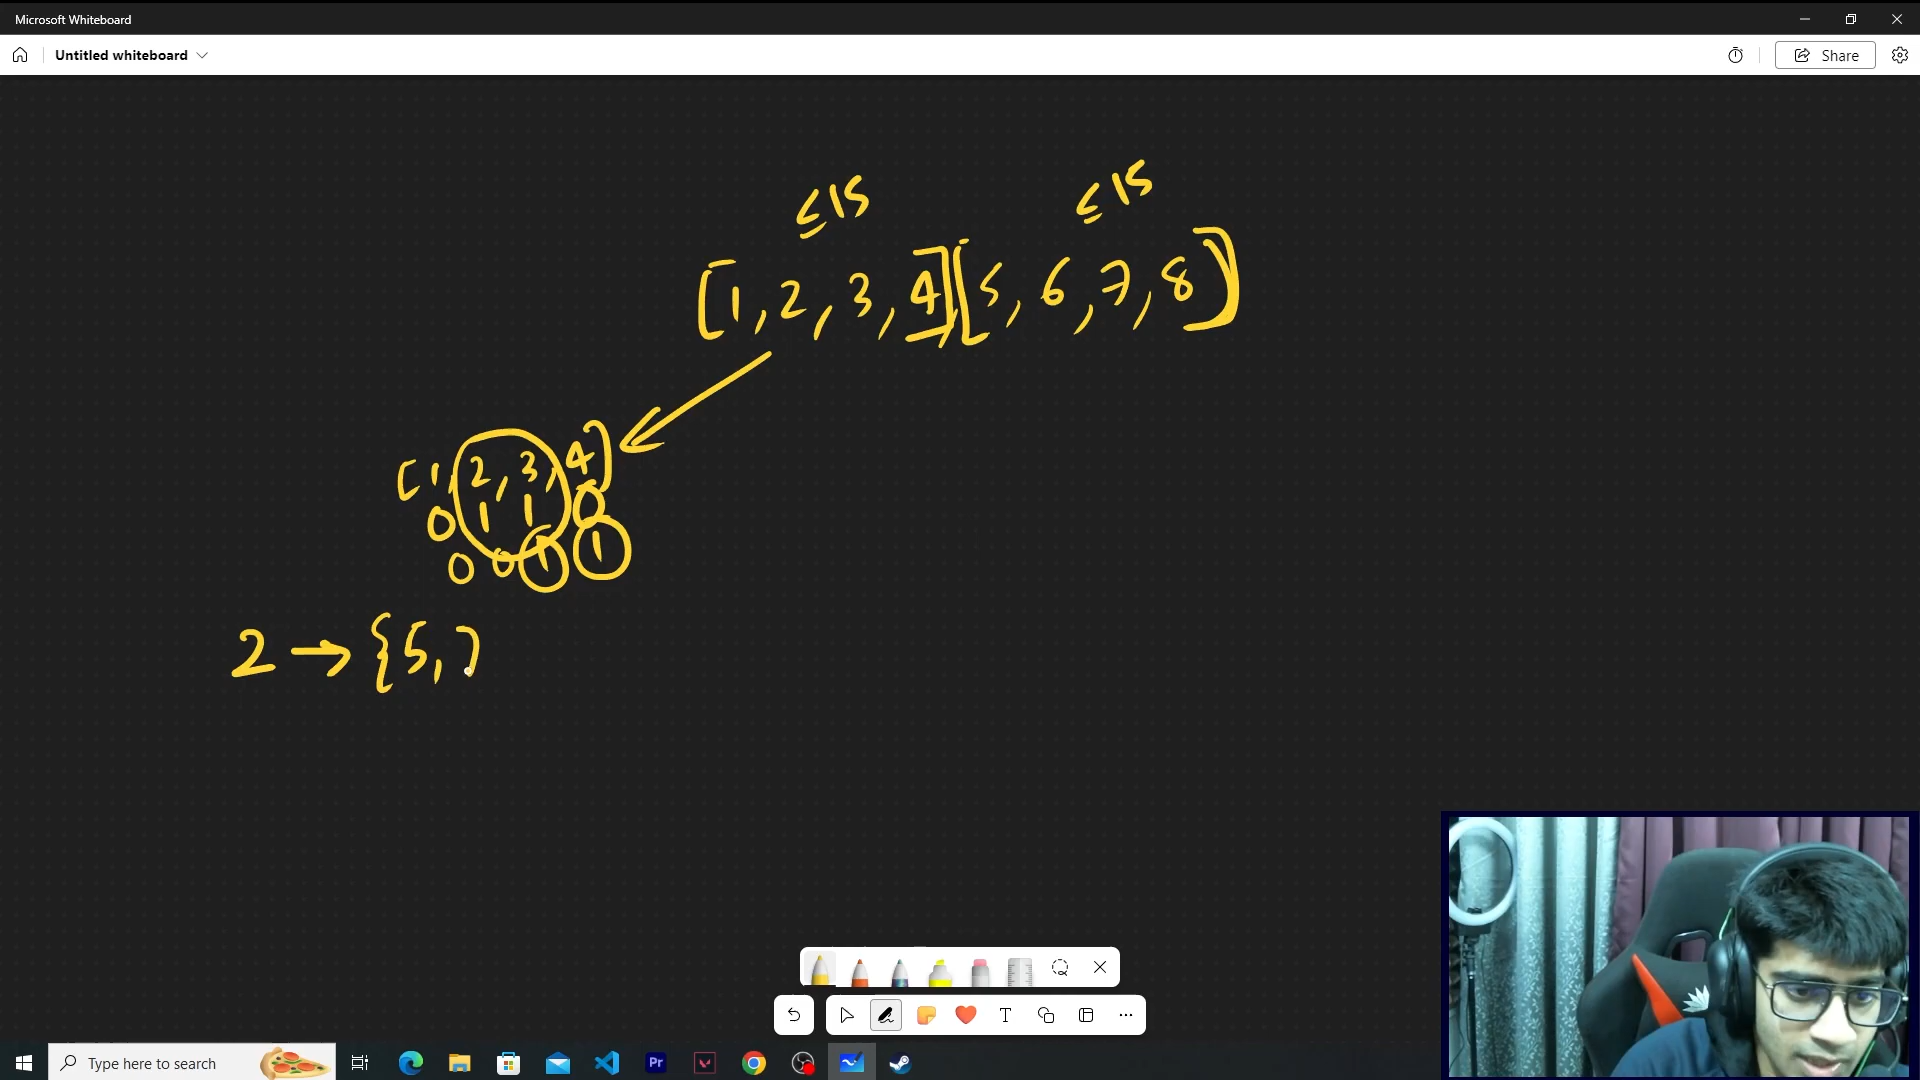 Microsoft Whiteboard
Untitled whiteboard
Share
≤15 ≤15
[1,2,3,4],[5,6,7,8]
[1,2,3,4]
0 1 1 0
0 0 1 1
2 → {5,7
T
Type here to search
Pr